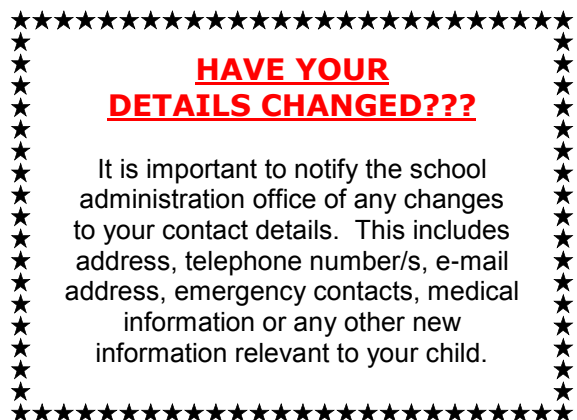 HAVE YOUR
DETAILS CHANGED???
It is important to notify the school
administration office of any changes
to your contact details.  This includes
address, telephone number/s, e-mail
address, emergency contacts, medical
information or any other new
information relevant to your child.